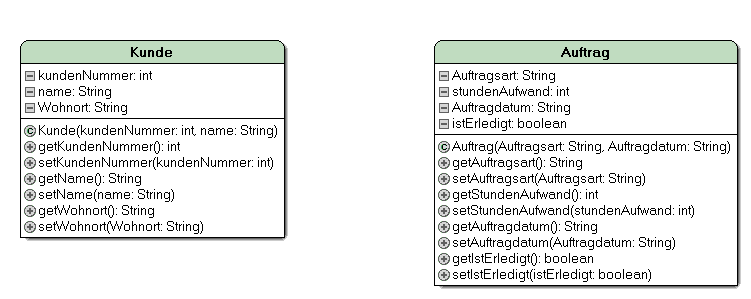 Kunde
kundenNummer: int
name: String
Wohnort: String
Kunde(kundenNummer: int, name: String)
getKundenNummer(): int
setKundenNummer(kundenNummer: int)
getName(): String
setName(name: String)
getWohnort(): String
setWohnort(Wohnort: String)
Auftrag
Auftragsart: String
stundenAufwand: int
Auftragdatum: String
istErledigt: boolean
Auftrag(Auftragsart: String, Auftragdatum: String)
getAuftragsart(): String
setAuftragsart(Auftragsart: String)
getStundenAufwand(): int
setStundenAufwand(stundenAufwand: int)
getAuftragdatum(): String
setAuftragdatum(Auftragdatum: String)
getIstErledigt(): boolean
setIstErledigt(istErledigt: boolean)